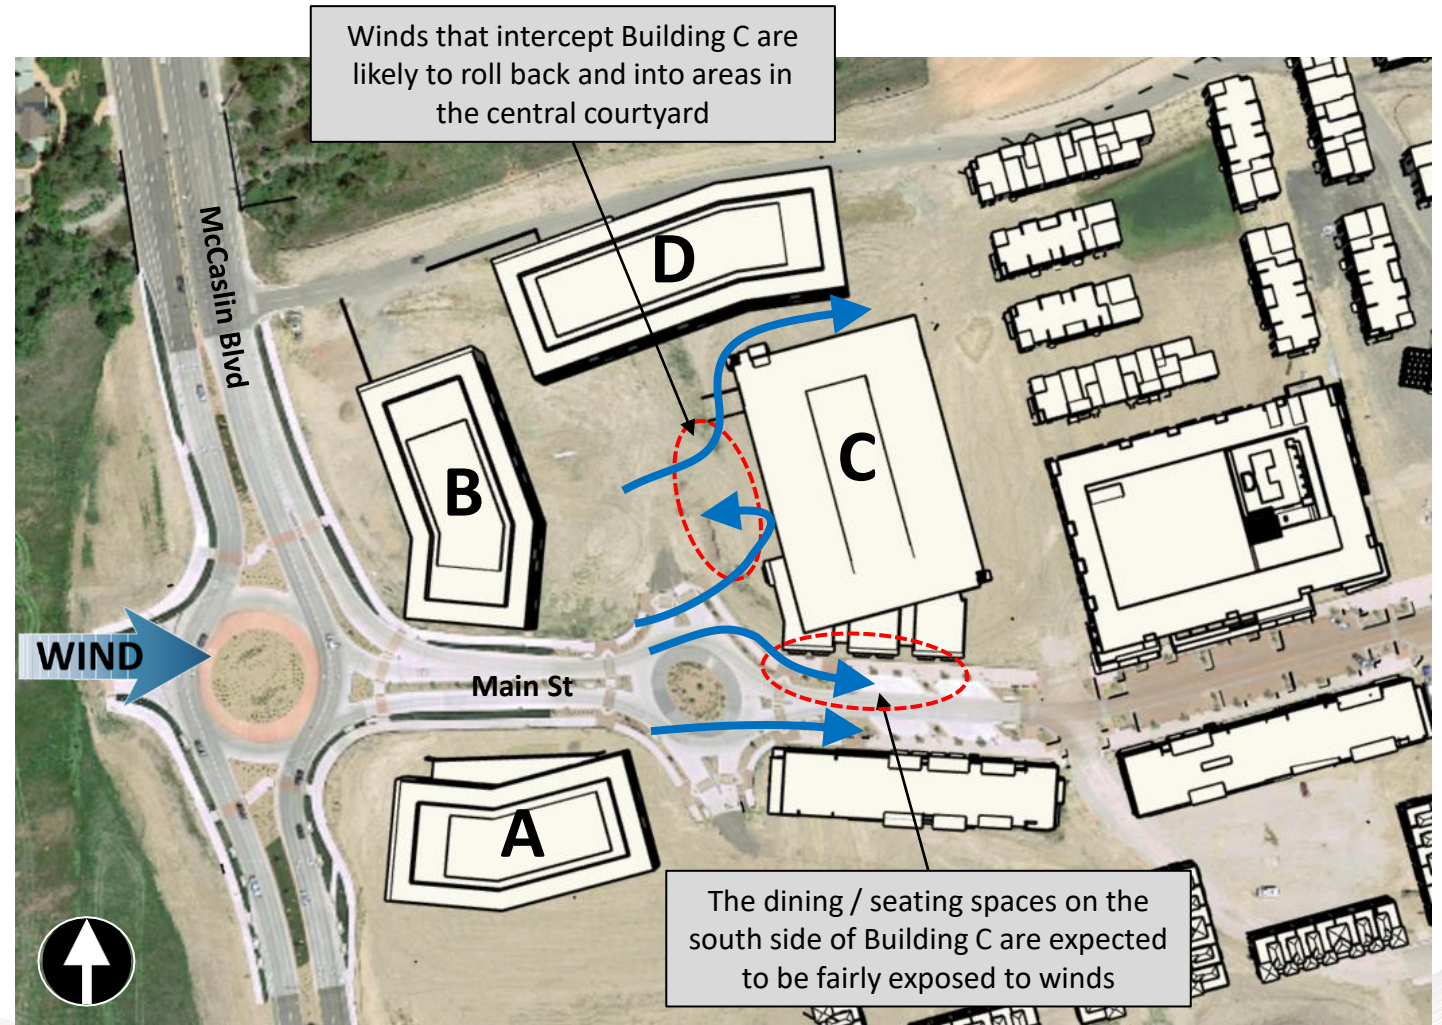 Winds that intercept Building C are
likely to roll back and into areas in
the central courtyard
McCaslin Blvd
D
B
C
WIND
Main St
A
The dining / seating spaces on the
south side of Building C are expected
to be fairly exposed to winds